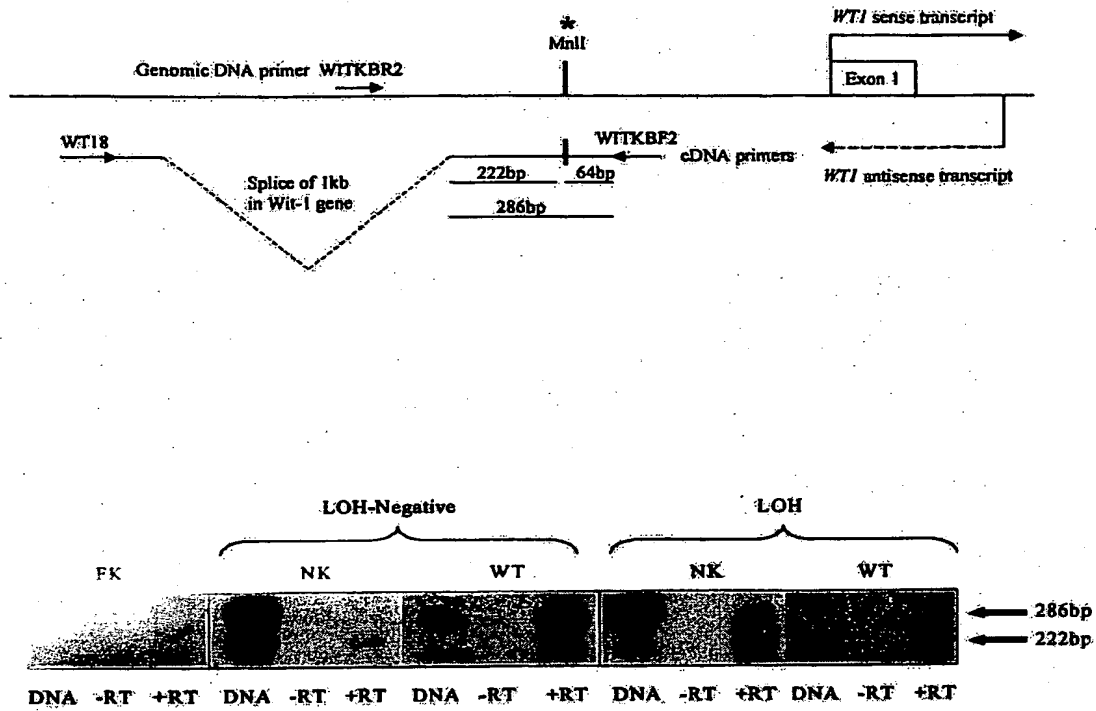 WT1 sense transcript
*
MnlI
Genomic DNA primer WITKBR2
Exon 1
WT18
WITKBF2
cDNA primers
222bp 64bp
WT1 antisense transcript
Splice of 1kb
in Wit-1 gene
286bp
LOH-Negative LOH
FK NK WT NK WT
286bp
222bp
DNA -RT +RT DNA -RT +RT DNA -RT +RT DNA -RT +RT DNA -RT +RT